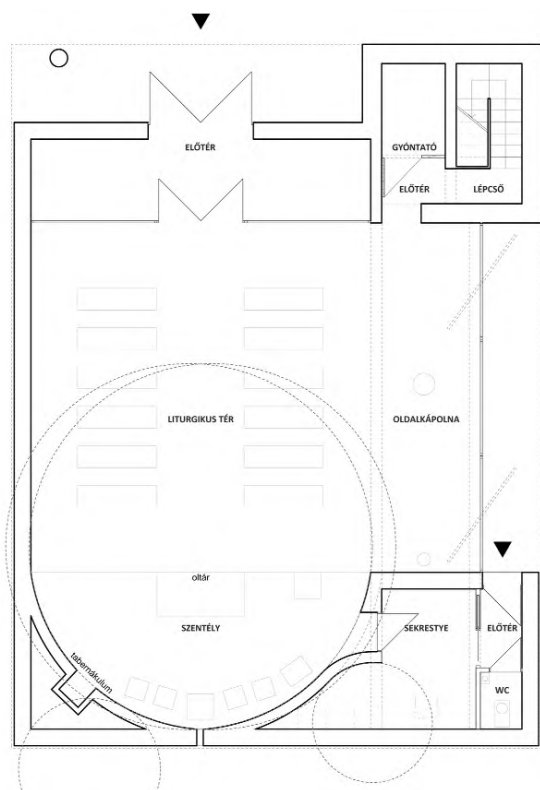 ELŐTÉR
GYÓNTATÓ
ELŐTÉR
LÉPCSŐ
LITURGIKUS TÉR
OLDALKÁPOLNA
oltár
SZENTÉLY
SEKRESTYE
ELŐTÉR
tabernákulum
WC